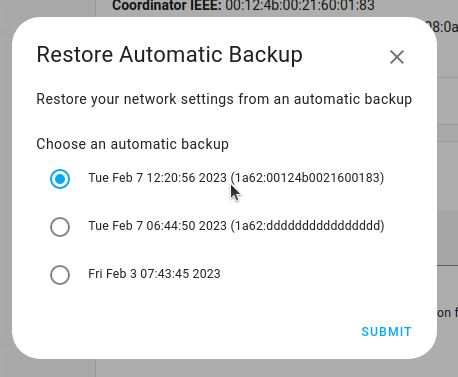 Coordinator IEEE: 00:12:4b:00:21:60:01:83
Restore Automatic Backup
08:0a
Restore your network settings from an automatic backup
Choose an automatic backup
Tue Feb 7 12:20:56 2023 (1a62:00124b0021600183)
Tue Feb 7 06:44:50 2023 (1a62:dddddddddddddddd)
Fri Feb 3 07:43:45 2023
on f
SUBMIT